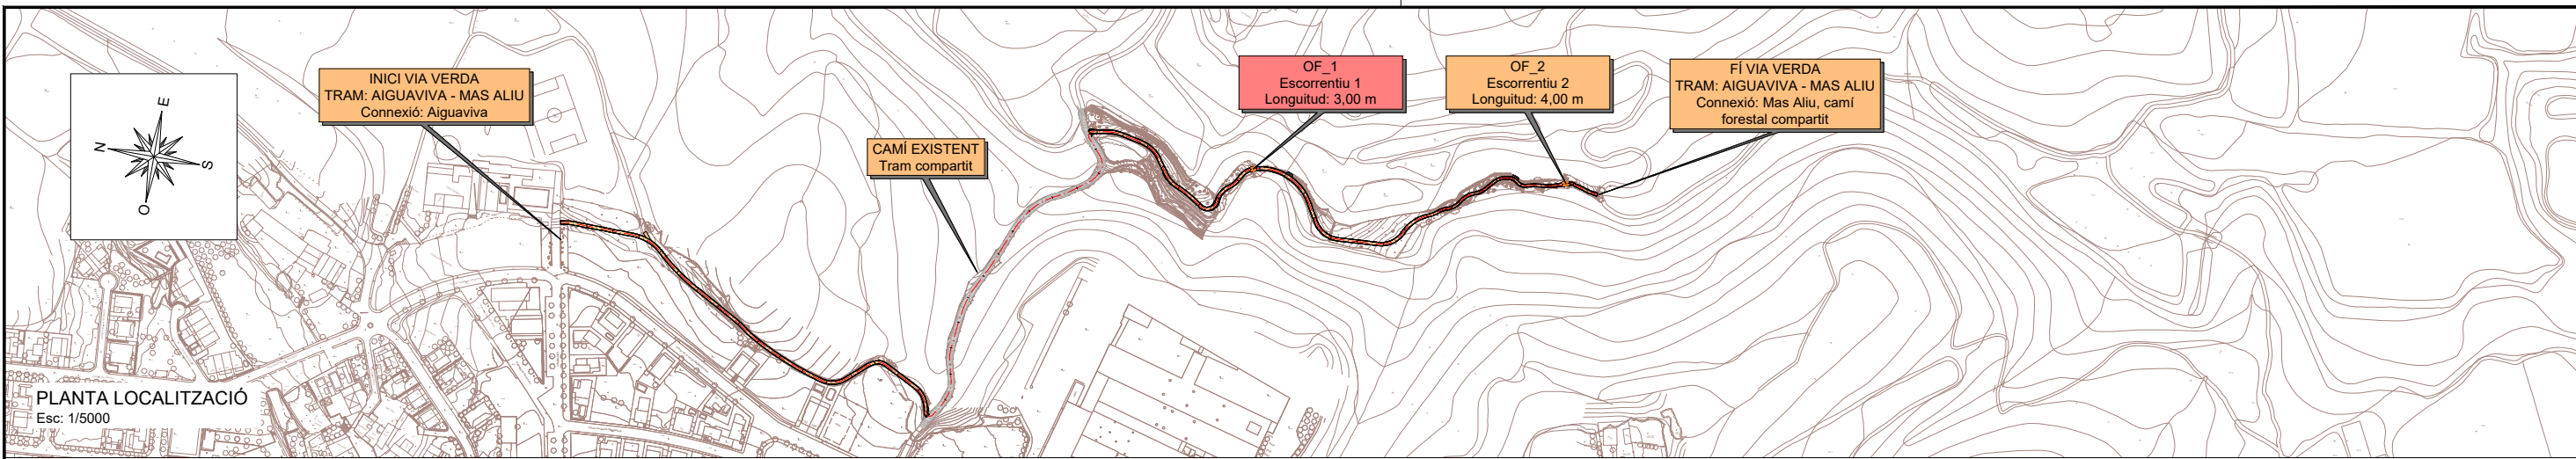 INICI VIA VERDA
TRAM: AIGUAVIVA - MAS ALIU
Connexió: Aiguaviva
CAMÍ EXISTENT
Tram compartit
OF_1
Escorrentiu 1
Longuitud: 3,00 m
OF_2
Escorrentiu 2
Longuitud: 4,00 m
FÍ VIA VERDA
TRAM: AIGUAVIVA - MAS ALIU
Connexió: Mas Aliu, camí
forestal compartit
E
N
S
O
PLANTA LOCALITZACIÓ
Esc: 1/5000